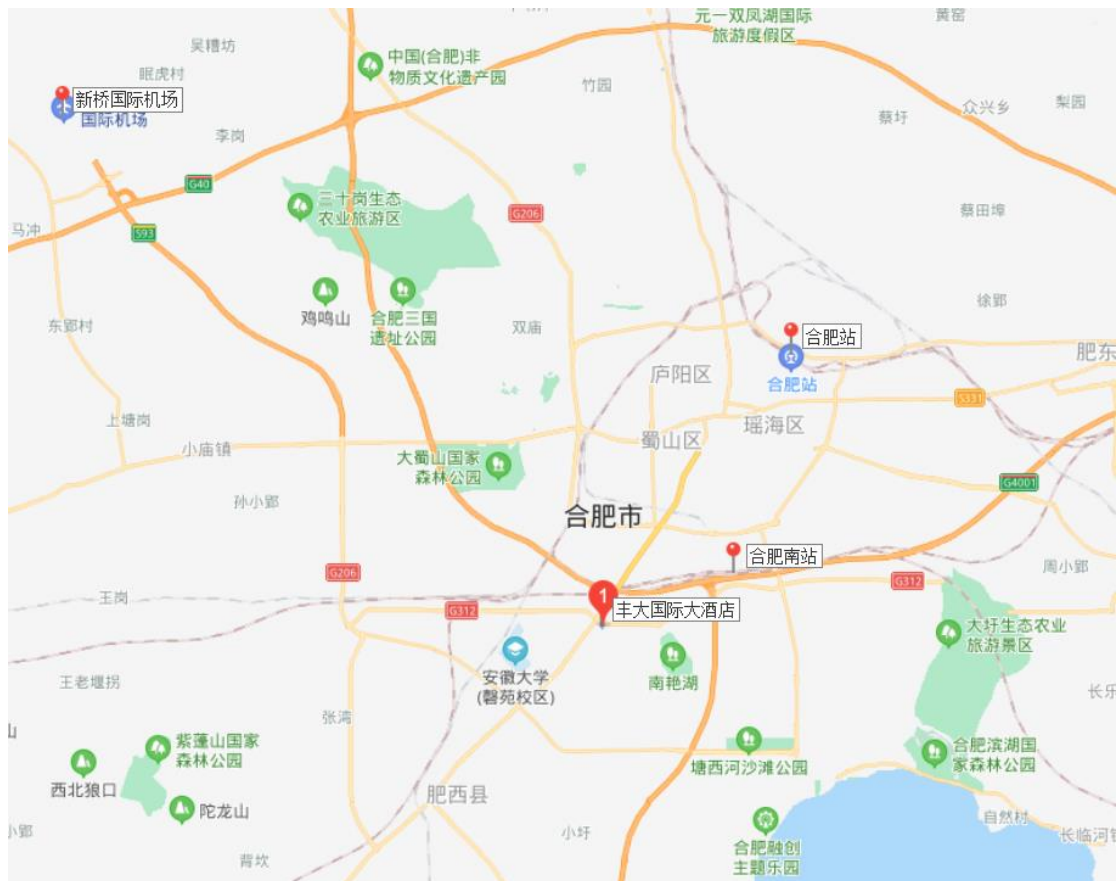 元一双凤湖国际
旅游度假区
黄窑
吴糟坊
中国(合肥)非
物质文化遗产园
眠虎村
竹园
新桥国际机场
国际机场
众兴乡
梨园
蔡圩
李岗
G40
三十岗生态
农业旅游区
G206
蔡田埠
马冲
S93
鸡鸣山
合肥三国
遗址公园
双庙
徐郢
东郢村
合肥站
合肥站
肥东
庐阳区
S331
上塘岗
瑶海区
小庙镇
蜀山区
大蜀山国家
森林公园
G4001
孙小郢
合肥市
合肥南站
周小郢
G206
G312
王岗
1
丰大国际大酒店
G312
大圩生态农业
旅游景区
安徽大学
(磬苑校区)
南艳湖
王老堰拐
长乐
张湾
山
紫蓬山国家
森林公园
合肥滨湖国
家森林公园
塘西河沙滩公园
西北狼口
肥西县
陀龙山
自然村
小郢
小圩
长临河镇
合肥融创
主题乐园
背坎